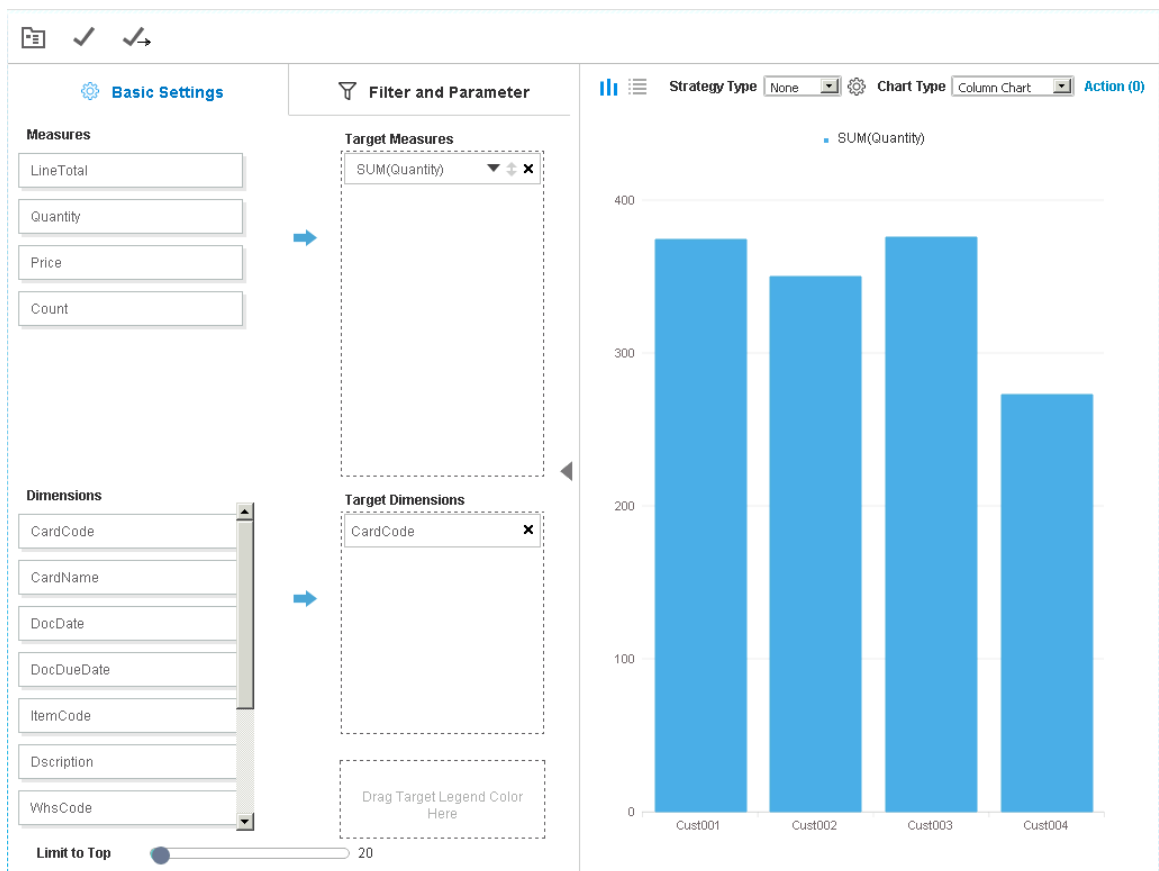 Basic Settings
Filter and Parameter
Measures
LineTotal
Quantity
Price
Count
Target Measures
SUM(Quantity)
Dimensions
CardCode
CardName
DocDate
DocDueDate
ItemCode
Dscription
WhsCode
Target Dimensions
CardCode
Drag Target Legend Color
Here
Limit to Top 20
Strategy Type None Chart Type Column Chart Action (0)
SUM(Quantity)
400
300
200
100
0
Cust001 Cust002 Cust003 Cust004